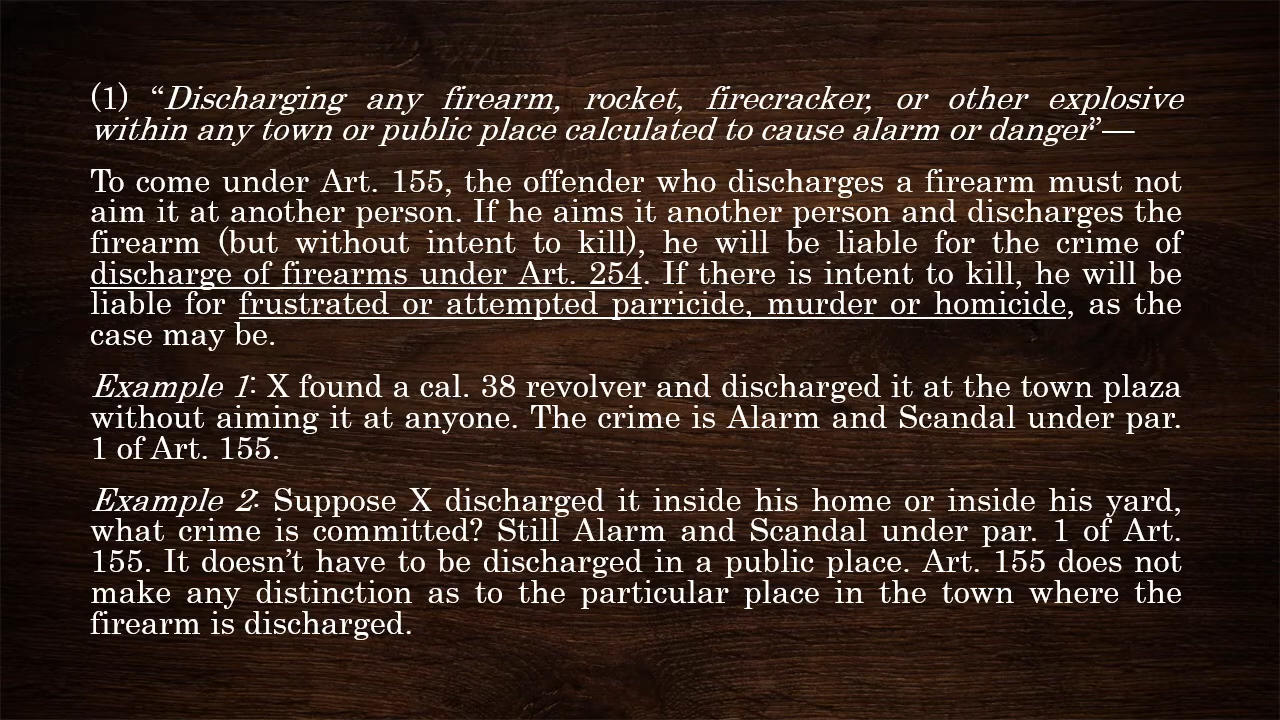 (1) “Discharging any firearm, rocket, firecracker, or other explosive
within any town or public place calculated to cause alarm or danger”—
To come under Art. 155, the offender who discharges a firearm must not
aim it at another person. If he aims it another person and discharges the
firearm (but without intent to kill), he will be liable for the crime of
discharge of firearms under Art. 254. If there is intent to kill, he will be
liable for frustrated or attempted parricide, murder or homicide, as the
case may be.
Example 1: X found a cal. 38 revolver and discharged it at the town plaza
without aiming it at anyone. The crime is Alarm and Scandal under par.
1 of Art. 155.
Example 2: Suppose X discharged it inside his home or inside his yard,
what crime is committed? Still Alarm and Scandal under par. 1 of Art.
155. It doesn’t have to be discharged in a public place. Art. 155 does not
make any distinction as to the particular place in the town where the
firearm is discharged.